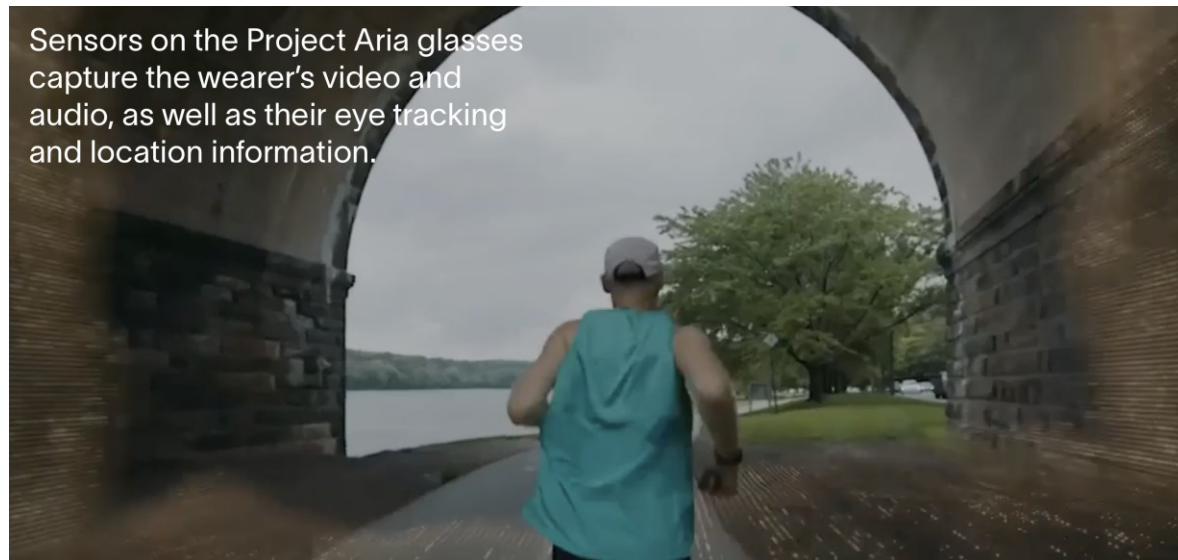 Sensors on the Project Aria glasses
capture the wearer’s video and
audio, as well as their eye tracking
and location information.